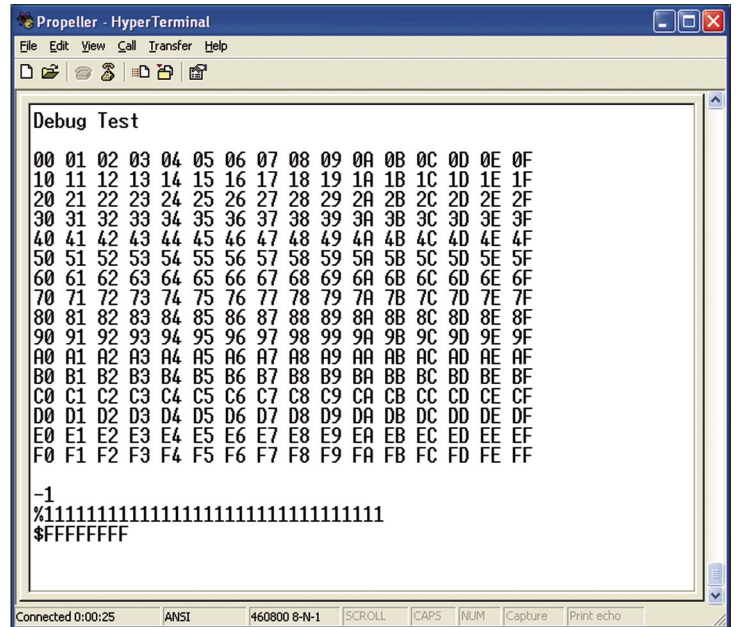 Propeller - HyperTerminal
File Edit View Call Transfer Help
Debug Test
00 01 02 03 04 05 06 07 08 09 0A 0B 0C 0D 0E 0F
10 11 12 13 14 15 16 17 18 19 1A 1B 1C 1D 1E 1F
20 21 22 23 24 25 26 27 28 29 2A 2B 2C 2D 2E 2F
30 31 32 33 34 35 36 37 38 39 3A 3B 3C 3D 3E 3F
40 41 42 43 44 45 46 47 48 49 4A 4B 4C 4D 4E 4F
50 51 52 53 54 55 56 57 58 59 5A 5B 5C 5D 5E 5F
60 61 62 63 64 65 66 67 68 69 6A 6B 6C 6D 6E 6F
70 71 72 73 74 75 76 77 78 79 7A 7B 7C 7D 7E 7F
80 81 82 83 84 85 86 87 88 89 8A 8B 8C 8D 8E 8F
90 91 92 93 94 95 96 97 98 99 9A 9B 9C 9D 9E 9F
A0 A1 A2 A3 A4 A5 A6 A7 A8 A9 AA AB AC AD AE AF
B0 B1 B2 B3 B4 B5 B6 B7 B8 B9 BA BB BC BD BE BF
C0 C1 C2 C3 C4 C5 C6 C7 C8 C9 CA CB CC CD CE CF
D0 D1 D2 D3 D4 D5 D6 D7 D8 D9 DA DB DC DD DE DF
E0 E1 E2 E3 E4 E5 E6 E7 E8 E9 EA EB EC ED EE EF
F0 F1 F2 F3 F4 F5 F6 F7 F8 F9 FA FB FC FD FE FF
-1
%11111111111111111111111111111111
$FFFFFFFF
Connected 0:00:25 ANSI 460800 8-N-1 SCROLL CAPS NUM Capture Print echo